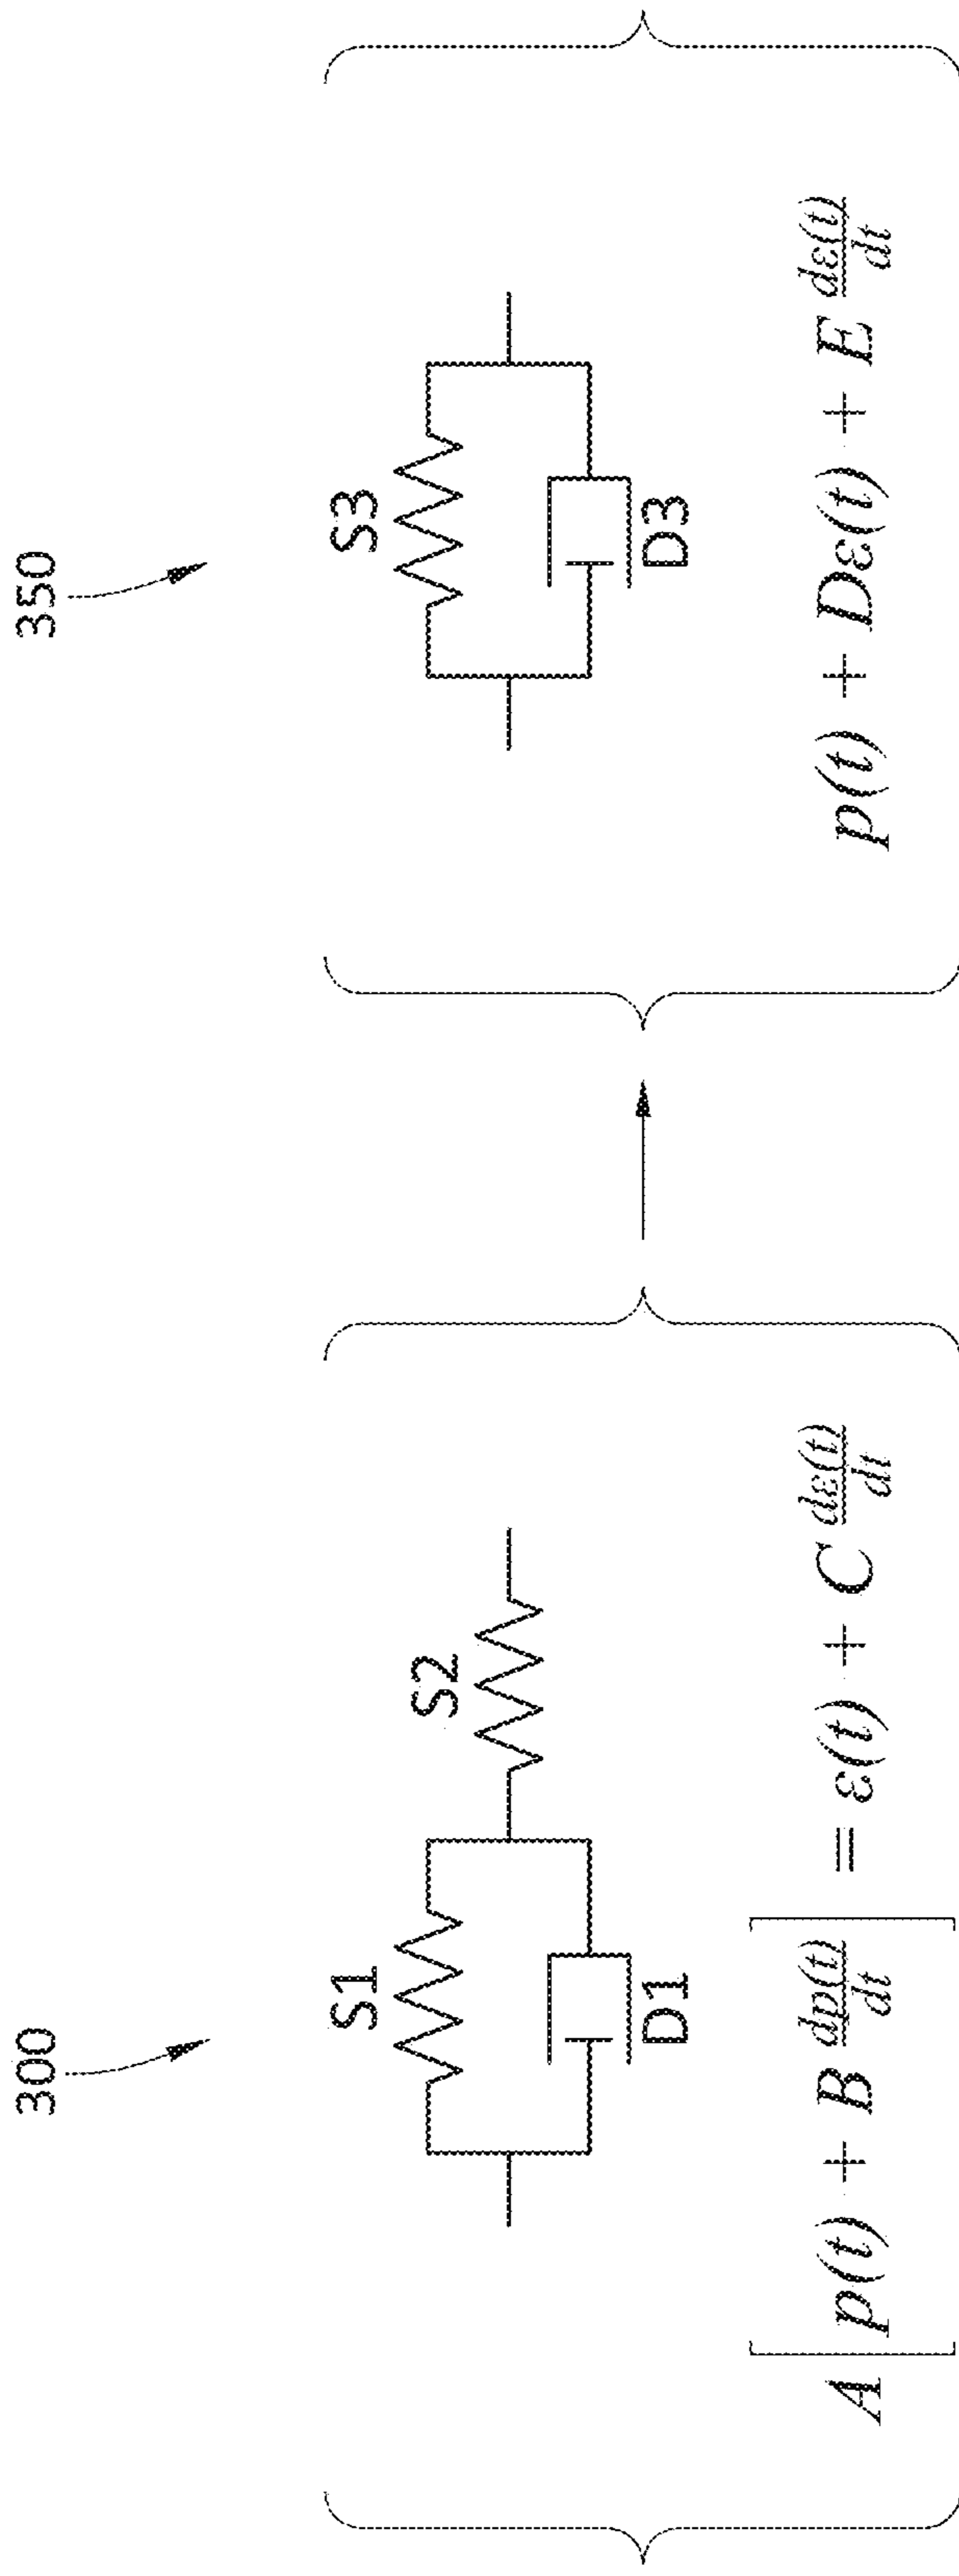 300
S1
S2
D1
A[p(t) + B dp(t)/dt] = ε(t) + C dε(t)/dt
350
S3
D3
p(t) + Dε(t) + E dε(t)/dt